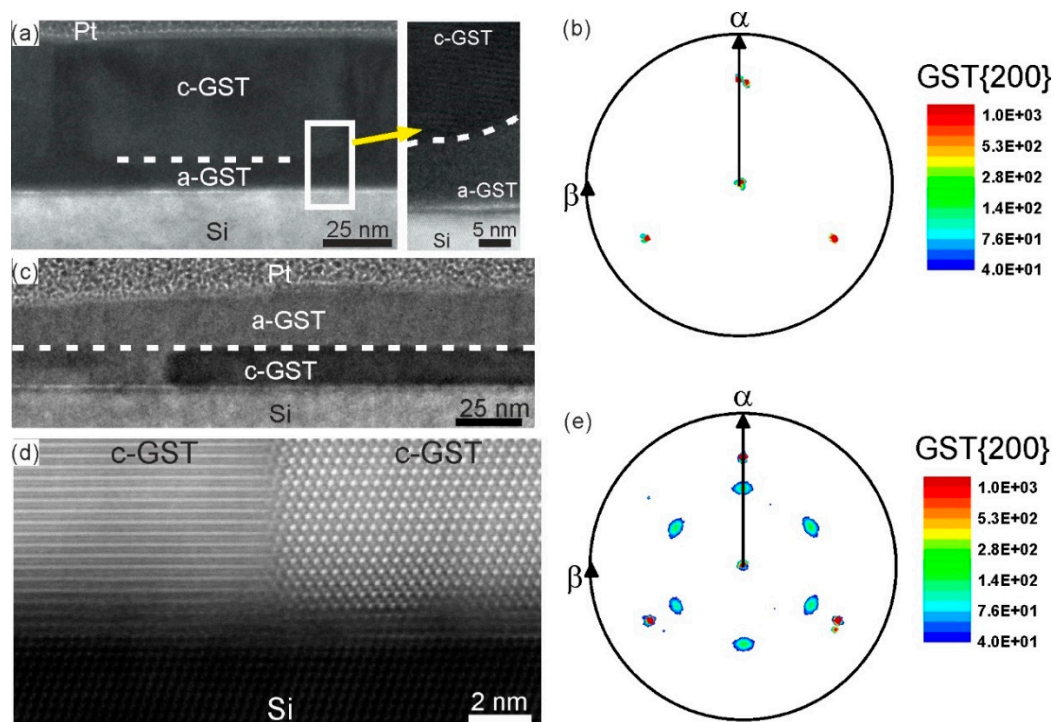 (a)
Pt
c-GST
a-GST
Si
25 nm
c-GST
a-GST
Si
5 nm
(b)
α
β
GST{200}
1.0E+03
5.3E+02
2.8E+02
1.4E+02
7.6E+01
4.0E+01
(c)
Pt
a-GST
c-GST
Si
25 nm
(d)
c-GST
c-GST
Si
2 nm
(e)
α
β
GST{200}
1.0E+03
5.3E+02
2.8E+02
1.4E+02
7.6E+01
4.0E+01